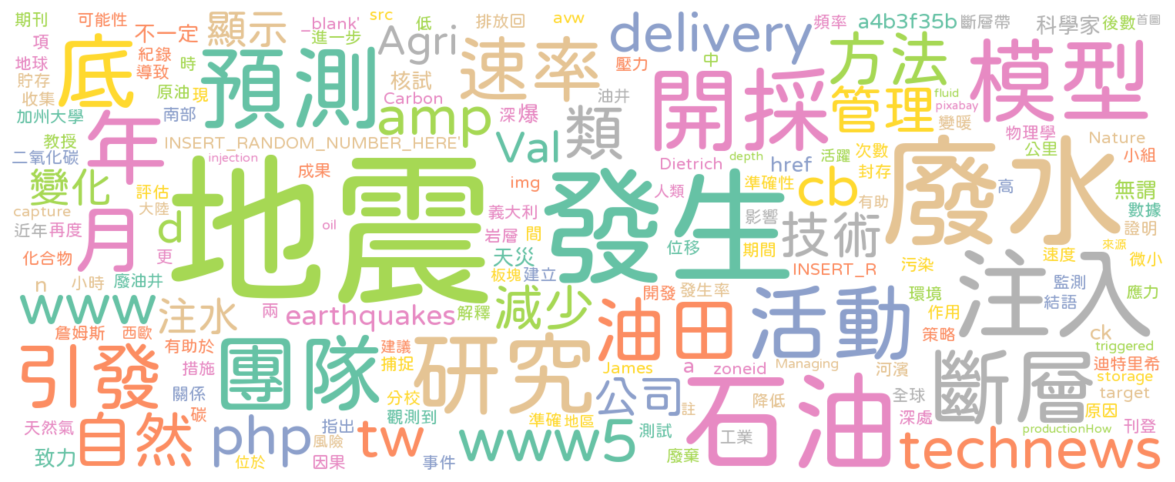 期刊 可能性 顯示 _blank' src 低 排放回 avw 頻率 a4b3f35b 斷層帶 科學家 後數 首圖
項 底 紀錄 不一定 進一步 Agri 速率 delivery 壓力 方法 模型
地球 導致 預測 核試 中 開採 管理 fluid
貯存 時 原油 現 Carbon 深 爆 油井 pixabay
收集 年 南部 amp 類 變暖 物理學 Nature
加州大學 教授 INSERT_RANDOM_NUMBER_HERE' Val 公里 小組
二氧化碳 injection 成果 Dietrich depth href 活躍 次數 廢水
變化 評估 地震 img 發生 人類 準確性 封存 cb 高 無謂
capture 大陸 義大利 影響 有助 數據
近年 再度 月 d 更 oil 岩層 間 位移 期間 技術 證明
化合物 天災 INSERT_R 污染 注入 速度 來源 微小
n 小時 廢油井 板塊 建立 開發 發生率 環境 監測 應力
www 注水 兩 earthquakes 解釋 減少 油田 活動 作用 結語
詹姆斯 西歐 策略 ck triggered
引發 有助於 團隊 建議 研究 James a zoneid Managing 河濱 斷層 迪特里希
措施 捕捉 storage
關係 分校 公司 註 石油 降低 全球 target
自然 碳 觀測到 準確 地區 深處 原因
天然氣 php 指出 tw www5 測試 工業 productionHow 刊登
致力 位於 風險 因果 事件 廢棄 technews